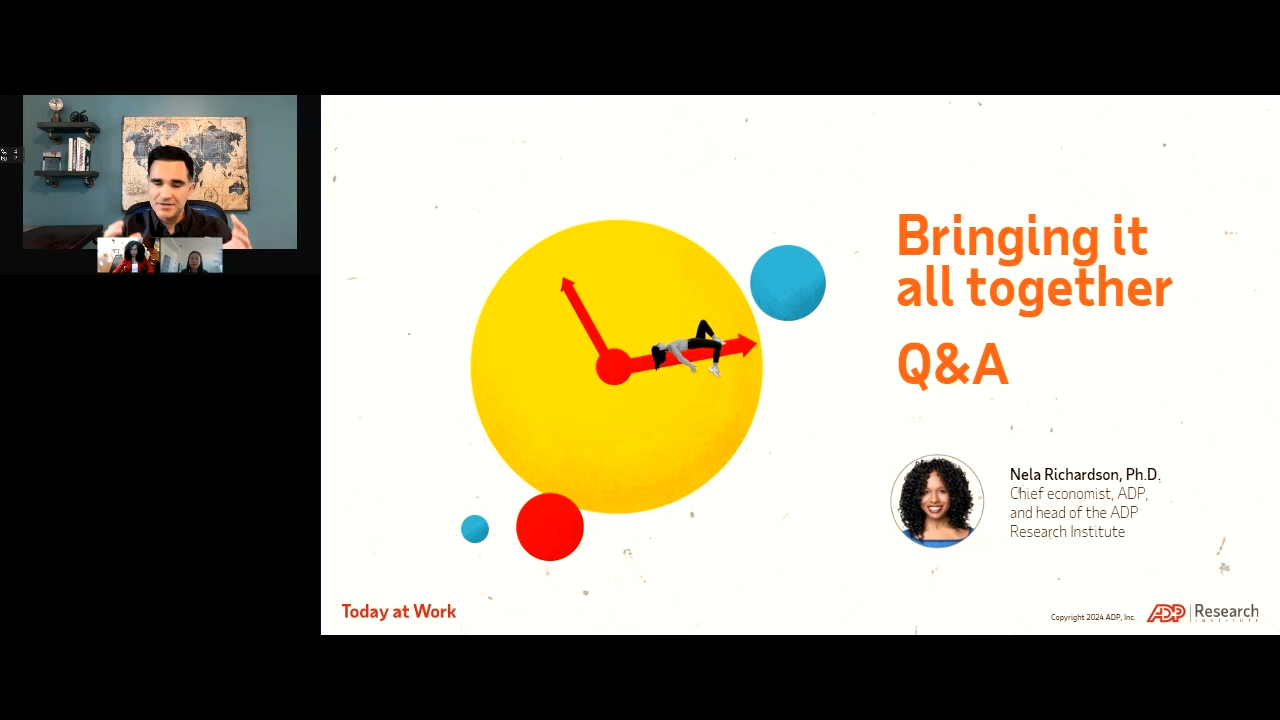 Bringing it
all together
Q&A
Nela Richardson, Ph.D.
Chief economist, ADP,
and head of the ADP
Research Institute
Today at Work
Copyright 2024 ADP, Inc.
ADP Research
INSTITUTE